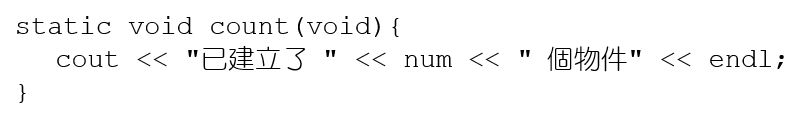 static void count(void){
cout << "已建立了 " << num << " 個物件" << endl;
}